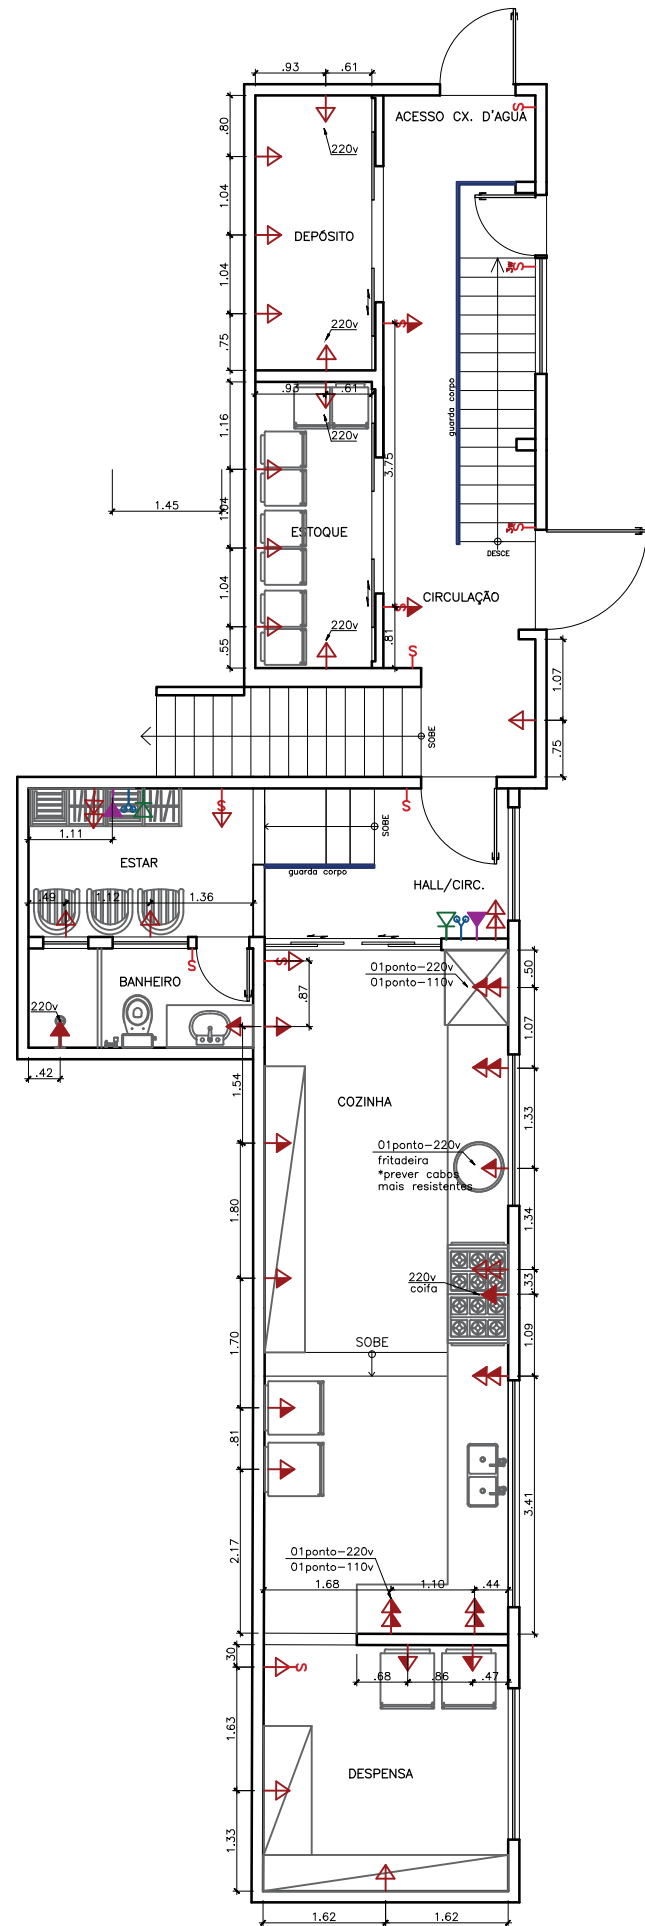 .93
.61
ACESSO CX. D'AGUA
S
.80
220v
1.04
DEPÓSITO
3W S
1.04
220v
S
.75
.93
.61
guarda corpo
1.16
220v
3.75
1.45
1.04
ESTOQUE
3W S
DESCE
1.04
CIRCULAÇÃO
220v
S
.81
.55
S
1.07
SOBE
.75
S
S
1.11
SOBE
ESTAR
guarda corpo
HALL/CIRC.
.49
1.12
1.36
S
S
01ponto-220v
01ponto-110v
.50
BANHEIRO
.87
220v
1.07
.42
1.54
COZINHA
1.33
01ponto-220v
fritadeira
*prever cabos
mais resistentes
1.80
1.34
220v
coifa
.33
SOBE
1.09
1.70
.81
3.41
2.17
01ponto-220v
01ponto-110v
1.68
1.10
.44
.30
S
.68
.86
.47
1.63
DESPENSA
1.33
1.62
1.62